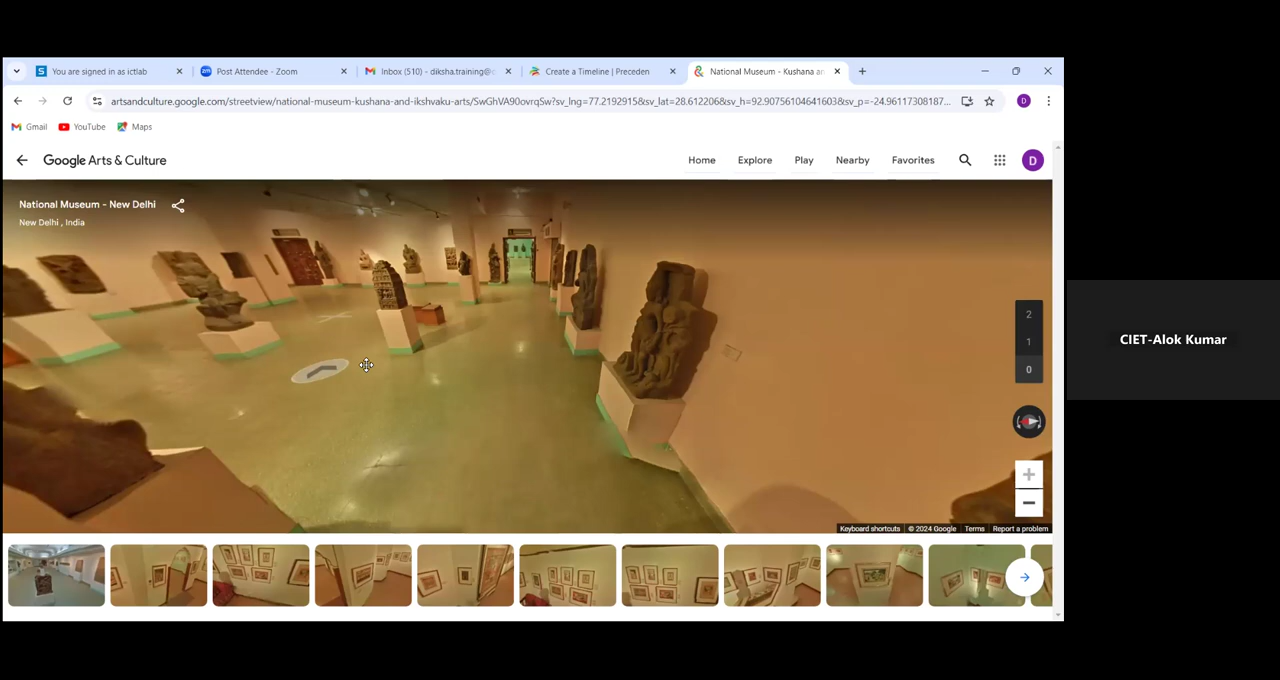 You are signed in as ictlab
Post Attendee - Zoom
Inbox (510) - diksha.training@c
Create a Timeline | Preceden
National Museum - Kushana an
artsandculture.google.com/streetview/national-museum-kushana-and-ikshvaku-arts/SwGhVA90ovrqSw?sv_lng=77.2192915&sv_lat=28.612206&sv_h=92.90756104641603&sv_p=-24.96117308187...
D
Gmail
YouTube
Maps
Google Arts & Culture
Home
Explore
Play
Nearby
Favorites
D
National Museum - New Delhi
New Delhi , India
2
1
0
CIET-Alok Kumar
Keyboard shortcuts
© 2024 Google
Terms
Report a problem